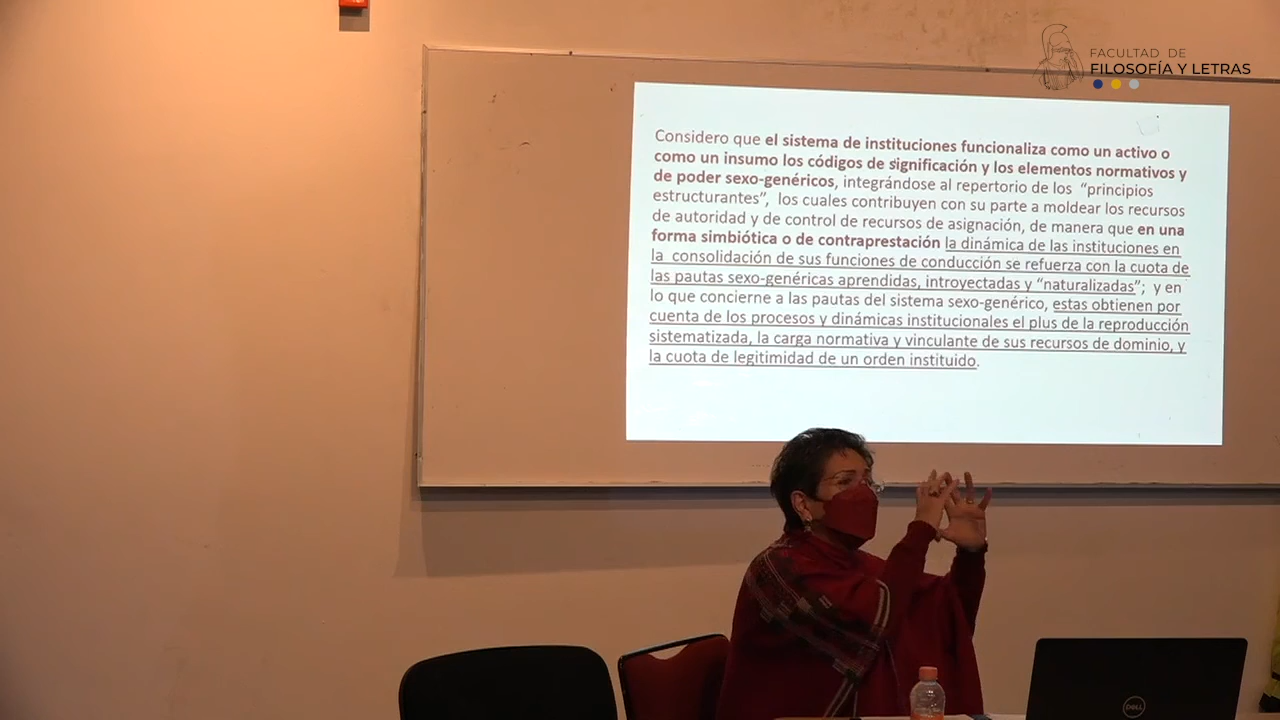 FACULTAD DE
FILOSOFÍA Y LETRAS
Considero que el sistema de instituciones funcionaliza como un activo o
como un insumo los códigos de significación y los elementos normativos y
de poder sexo-genéricos, integrándose al repertorio de los "principios
estructurantes", los cuales contribuyen con su parte a moldear los recursos
de autoridad y de control de recursos de asignación, de manera que en una
forma simbiótica o de contraprestación la dinámica de las instituciones en
la consolidación de sus funciones de conducción se refuerza con la cuota de
las pautas sexo-genéricas aprendidas, introyectadas y "naturalizadas"; y en
lo que concierne a las pautas del sistema sexo-genérico, estas obtienen por
cuenta de los procesos y dinámicas institucionales el plus de la reproducción
sistematizada, la carga normativa y vinculante de sus recursos de dominio, y
la cuota de legitimidad de un orden instituido.
DELL